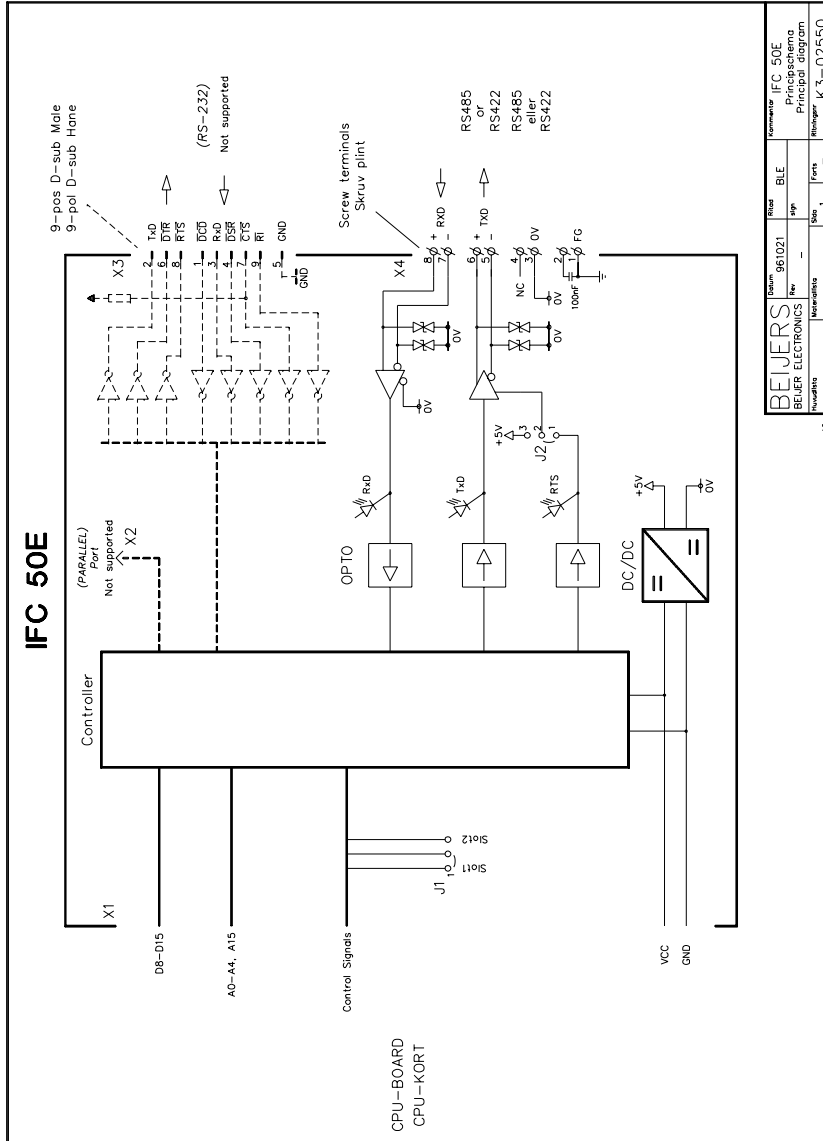 IFC 50E
(PARALLEL)
Port
Not supported
X2
9-pos D-sub Male
9-pol D-sub Hane
X3
2 TxD
6 DTR
8 RTS
1 DCD
3 RxD
4 DSR
7 CTS
9 RI
5 GND
GND
(RS-232)
Not supported
Controller
X1
D8-D15
A0-A4, A15
Control Signals
J1
1
Slot1
Slot2
CPU-BOARD
CPU-KORT
VCC
GND
OPTO
RxD
TxD
RTS
0V
0V
0V
+5V
3
2
1
J2
DC/DC
+5V
0V
Screw terminals
Skruv plint
X4
8 +
RXD
7 -
6 +
TXD
5 -
NC
4
3 0V
0V
2
1 FG
100nF
RS485
or
RS422
RS485
eller
RS422
BEIJERS
BEIJER ELECTRONICS
Datum
961021
Ritad
BLE
Kommentar
IFC 50E
Principschema
Principal diagram
Rev
-
sign
Huvudlista
Materiallista
Sida
1
Forts
-
Ritningsnr
K3-02550